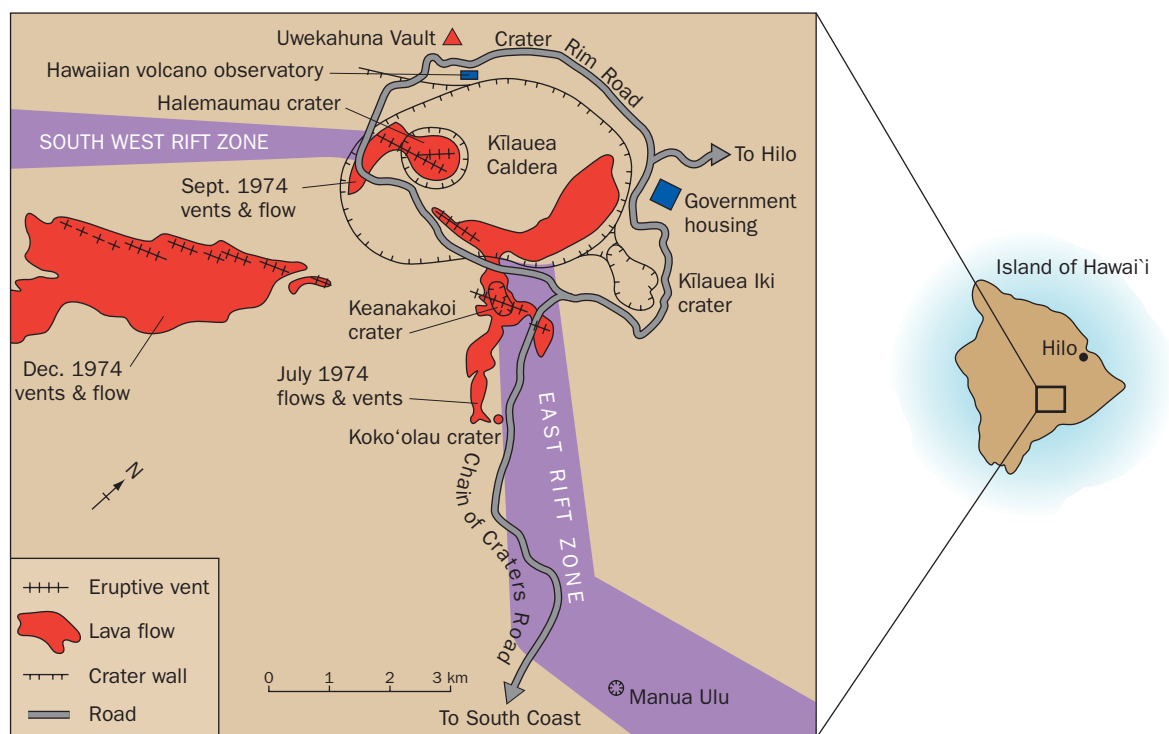 Uwekahuna Vault
Crater Rim Road
Hawaiian volcano observatory
Halemaumau crater
SOUTH WEST RIFT ZONE
Kīlauea
Caldera
To Hilo
Sept. 1974
vents & flow
Government
housing
Island of Hawai`i
Kīlauea Iki
crater
Keanakakoi
crater
Hilo
Dec. 1974
vents & flow
July 1974
flows & vents
Koko‘olau crater
EAST RIFT ZONE
Chain of Craters Road
N
Eruptive vent
Lava flow
Crater wall
Road
0 1 2 3 km
Manua Ulu
To South Coast